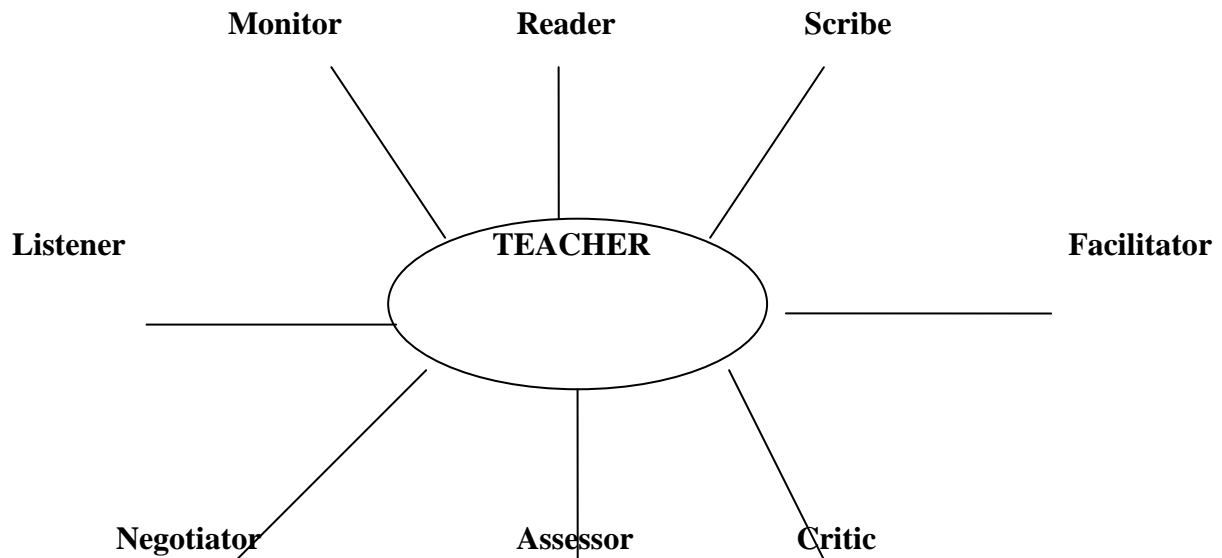 Monitor Reader Scribe
Listener TEACHER Facilitator
Negotiator Assessor Critic